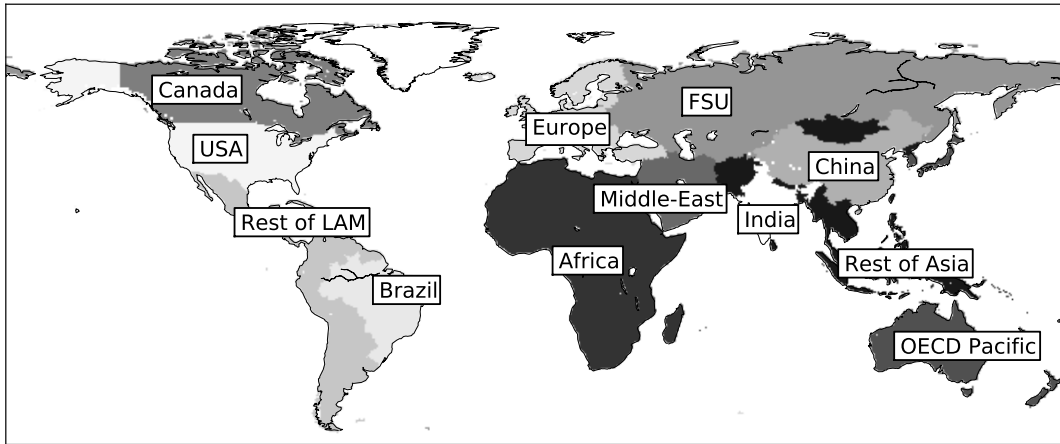 Canada
FSU
Europe
USA
China
Middle-East
India
Rest of LAM
Africa
Rest of Asia
Brazil
OECD Pacific